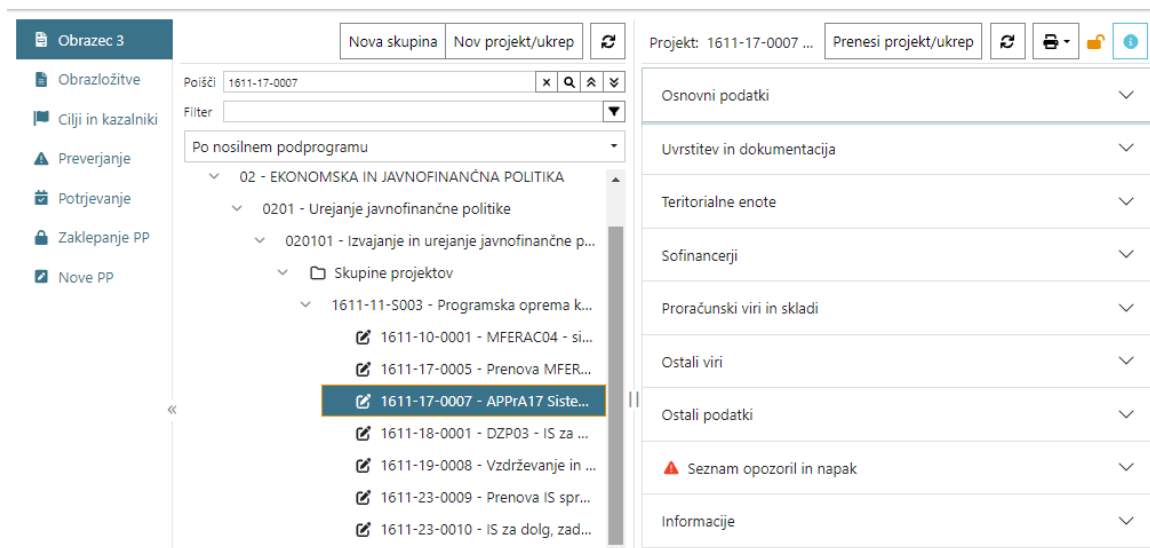 Obrazec 3
Obrazložitve
Cilji in kazalniki
Preverjanje
Potrjevanje
Zaklepanje PP
Nove PP
Nova skupina
Nov projekt/ukrep
Poišči
1611-17-0007
Filter
Po nosilnem podprogramu
02 - EKONOMSKA IN JAVNOFINANČNA POLITIKA
0201 - Urejanje javnofinančne politike
020101 - Izvajanje in urejanje javnofinančne p...
Skupine projektov
1611-11-S003 - Programska oprema k...
1611-10-0001 - MFERAC04 - si...
1611-17-0005 - Prenova MFER...
1611-17-0007 - APPrA17 Siste...
1611-18-0001 - DZP03 - IS za ...
1611-19-0008 - Vzdrževanje in ...
1611-23-0009 - Prenova IS spr...
1611-23-0010 - IS za dolg, zad...
Projekt: 1611-17-0007 ...
Prenesi projekt/ukrep
Osnovni podatki
Uvrstitev in dokumentacija
Teritorialne enote
Sofinancerji
Proračunski viri in skladi
Ostali viri
Ostali podatki
Seznam opozoril in napak
Informacije